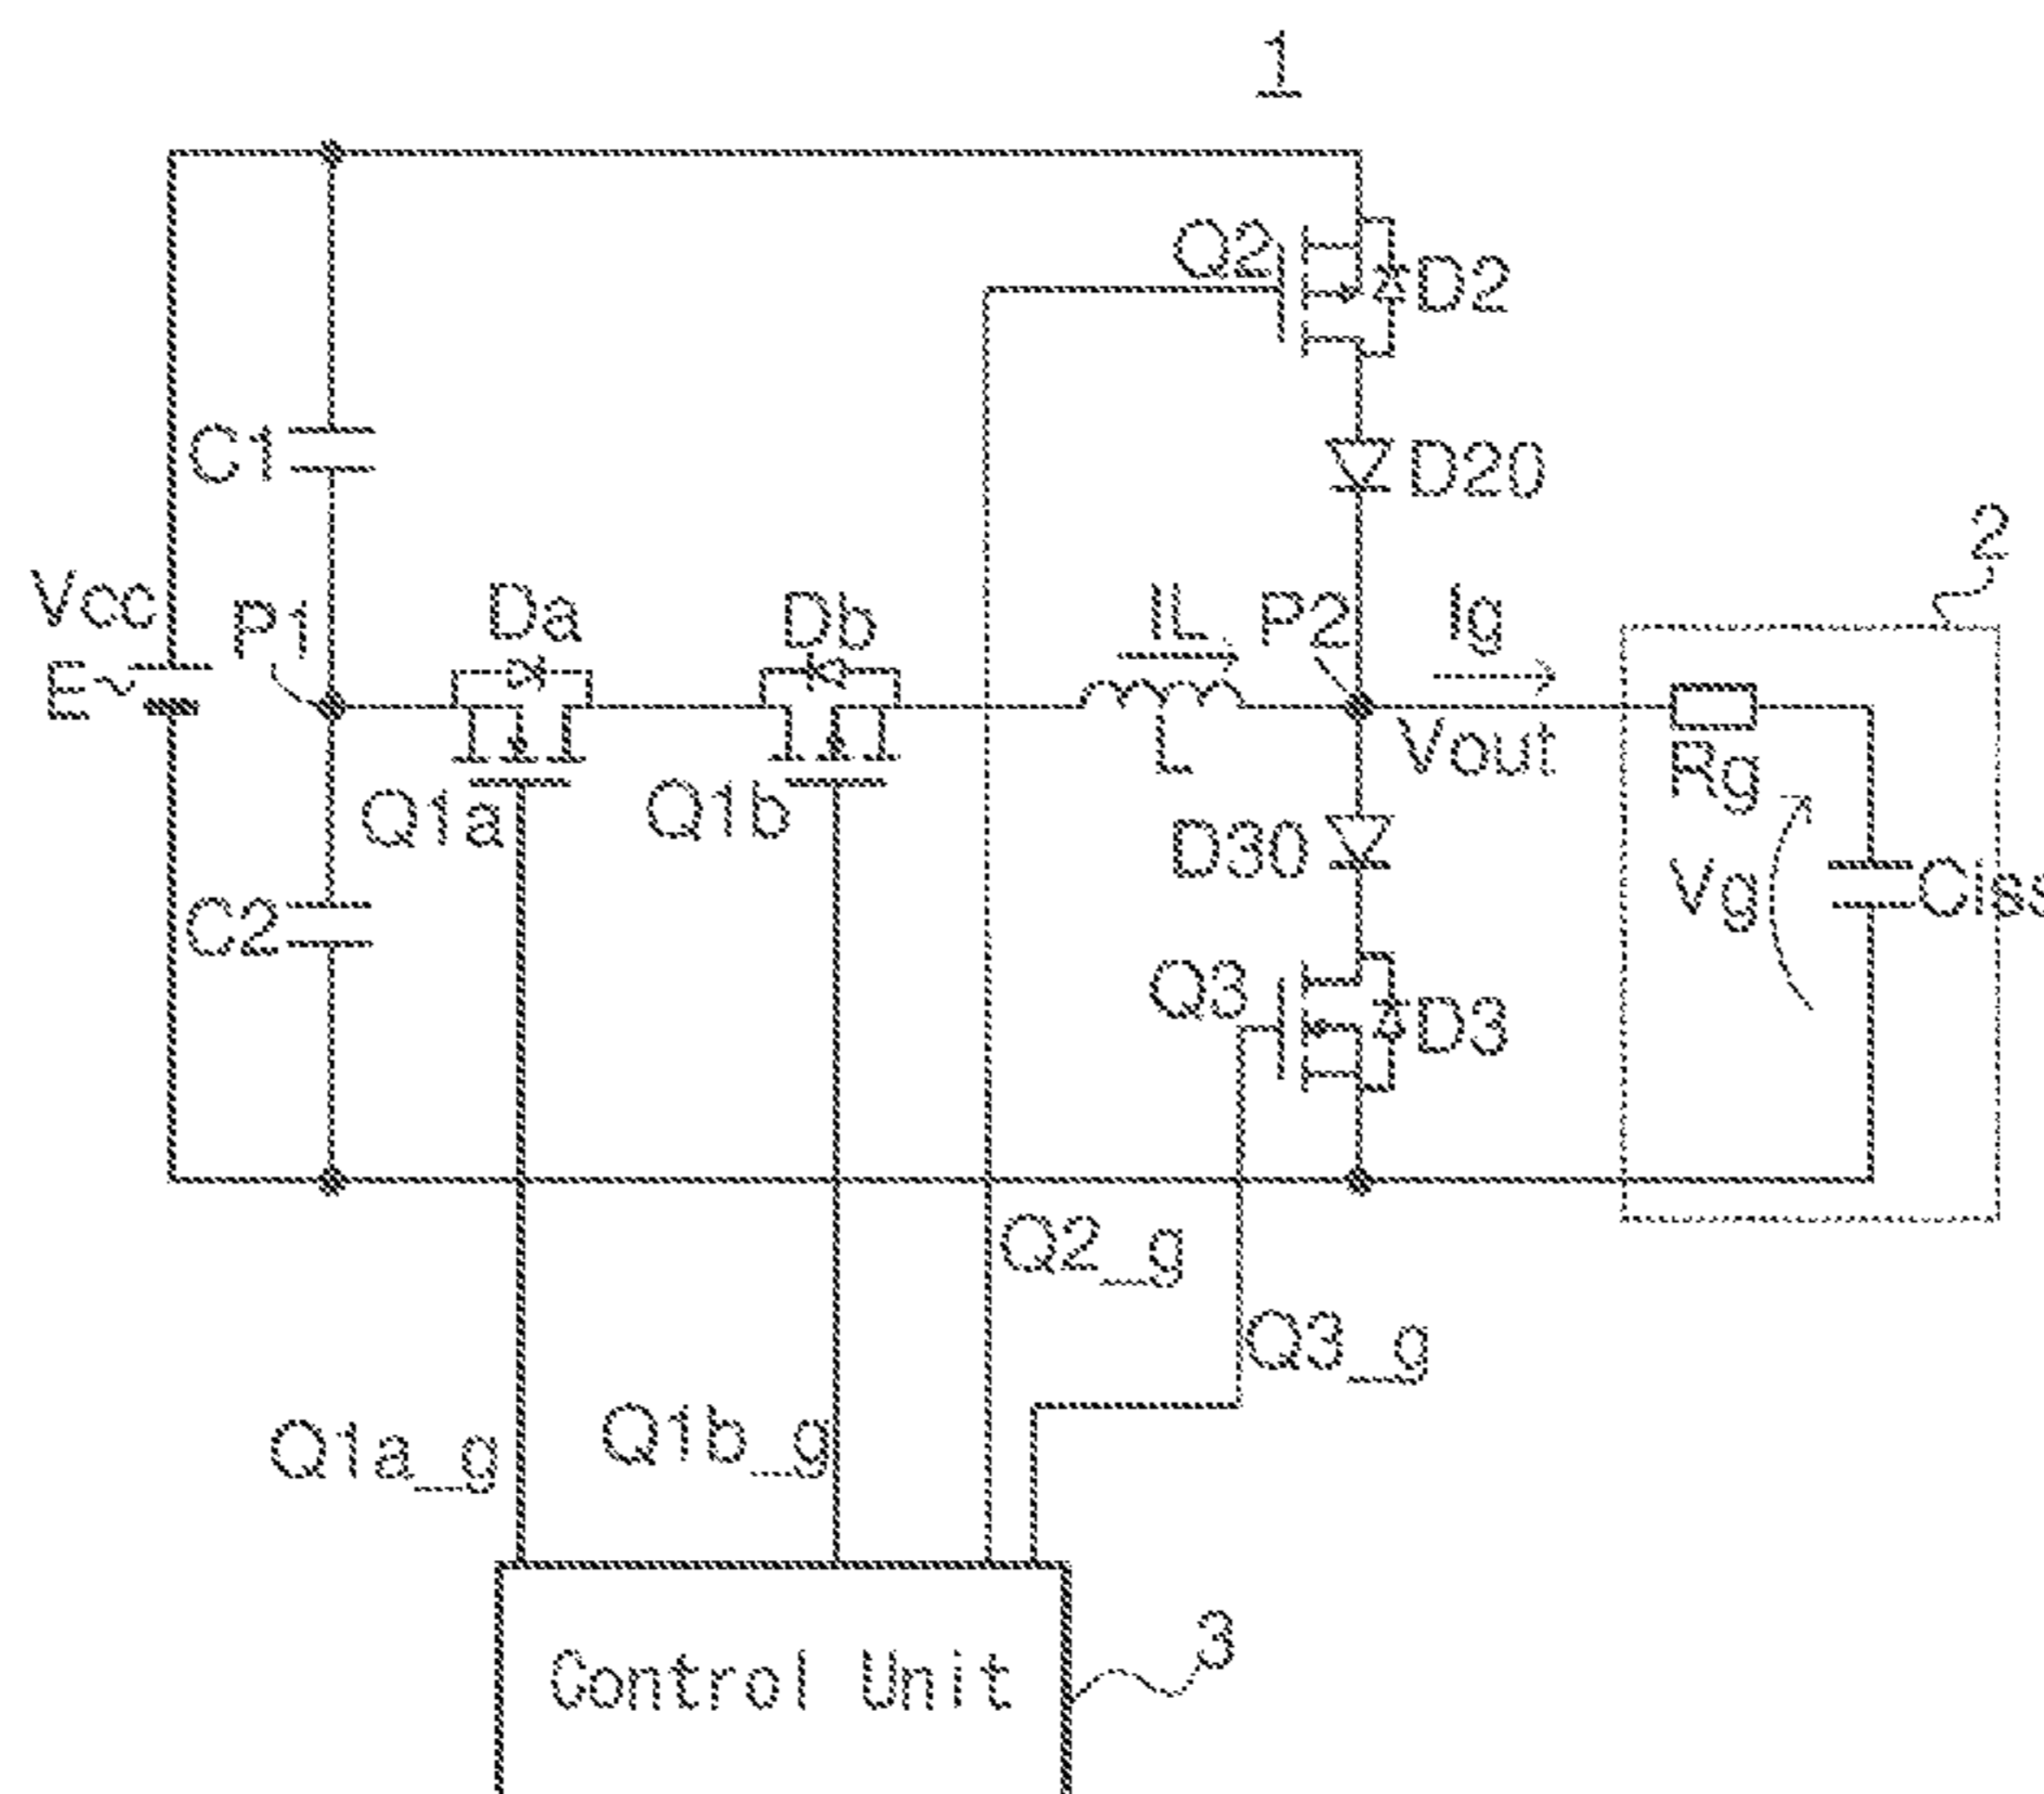 1
Q2
D2
C1
D20
2
Vcc
P1
Da
Db
IL
P2
Ig
E
L
Vout
Rg
Q1a
Q1b
D30
Vg
Ciss
C2
Q3
D3
Q2_g
Q3_g
Q1a_g
Q1b_g
3
Control Unit